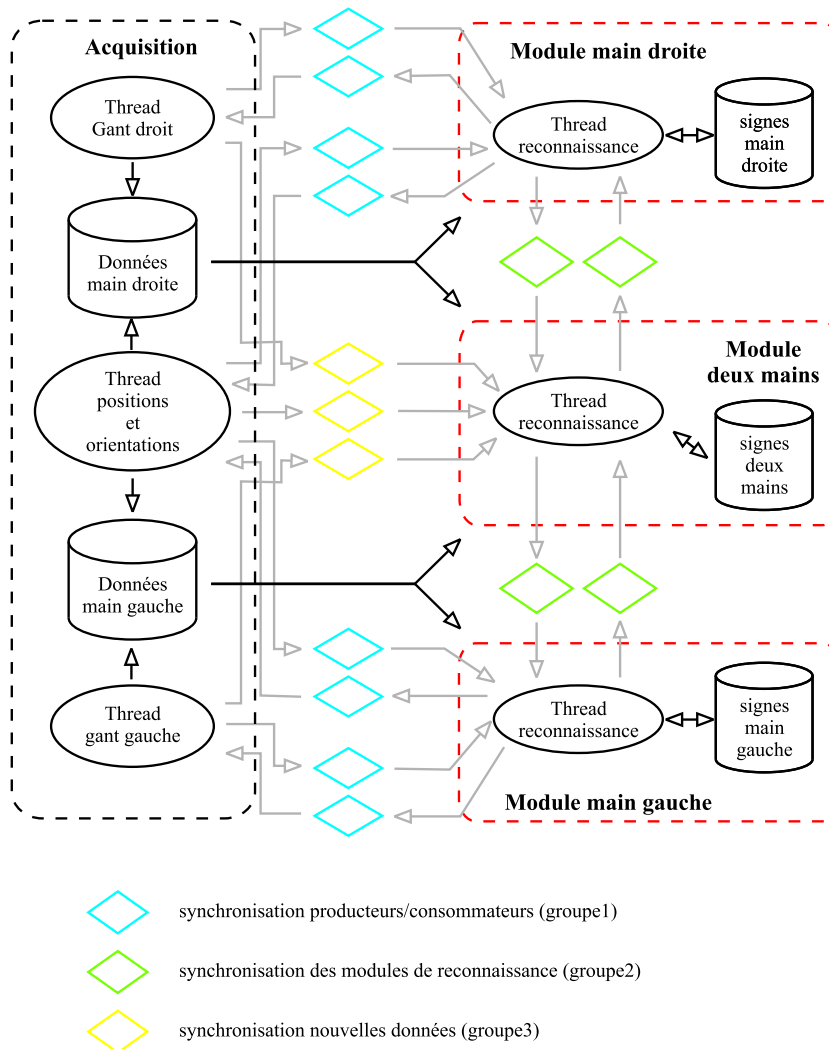 Acquisition
Thread
Gant droit
Données
main droite
Thread
positions
et
orientations
Données
main gauche
Thread
gant gauche
Module main droite
Thread
reconnaissance
signes
main
droite
Module
deux mains
Thread
reconnaissance
signes
deux
mains
Thread
reconnaissance
signes
main
gauche
Module main gauche
synchronisation producteurs/consommateurs (groupe1)
synchronisation des modules de reconnaissance (groupe2)
synchronisation nouvelles données (groupe3)